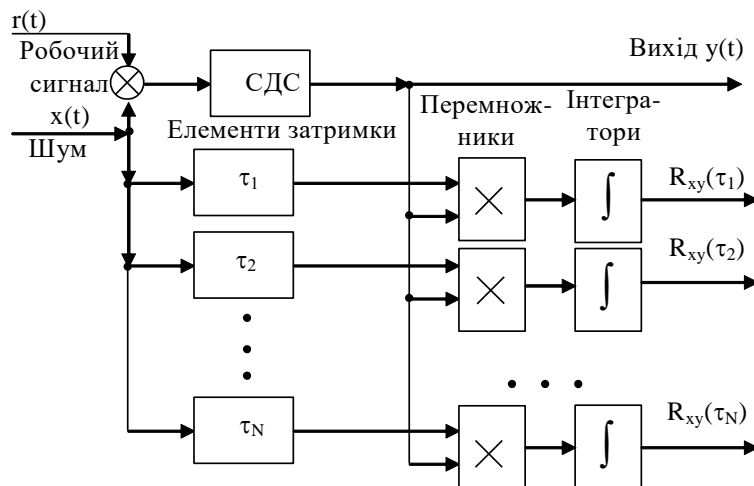 r(t)
Робочий
сигнал
x(t)
Шум
СДС
Вихід y(t)
Елементи затримки
Перемнож-
ники
Інтегра-
тори
τ1
× ∫
Rxy(τ1)
τ2
× ∫
Rxy(τ2)
τN
× ∫
Rxy(τN)